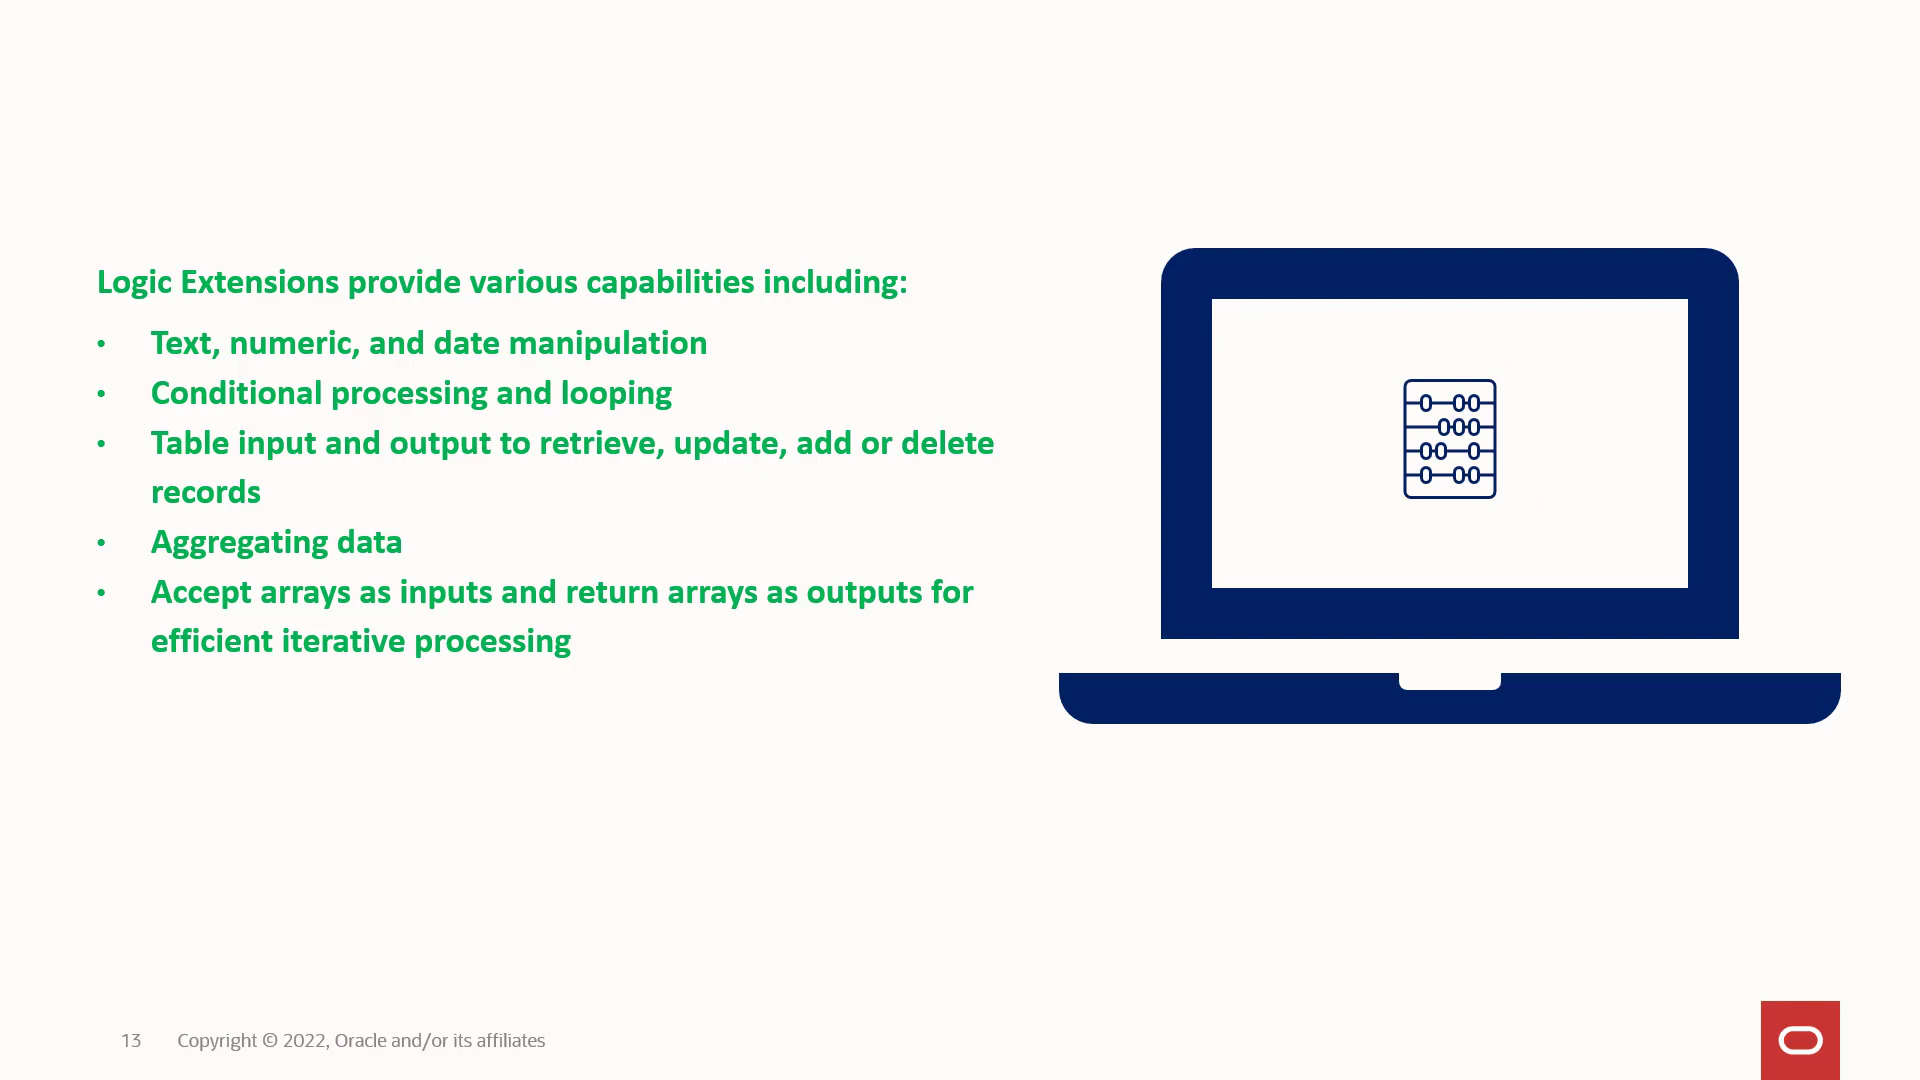 Logic Extensions provide various capabilities including:
• Text, numeric, and date manipulation
• Conditional processing and looping
• Table input and output to retrieve, update, add or delete
records
• Aggregating data
• Accept arrays as inputs and return arrays as outputs for
efficient iterative processing
13 Copyright © 2022, Oracle and/or its affiliates